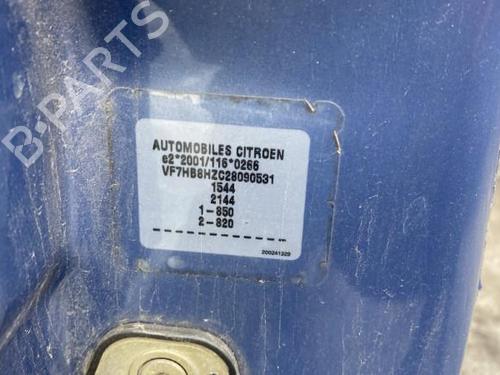 B-PARTS
AUTOMOBILES CITROEN
e2*2001/116*0266
VF7HB8HZC28090531
1544
2144
1-850
2-820
200241329